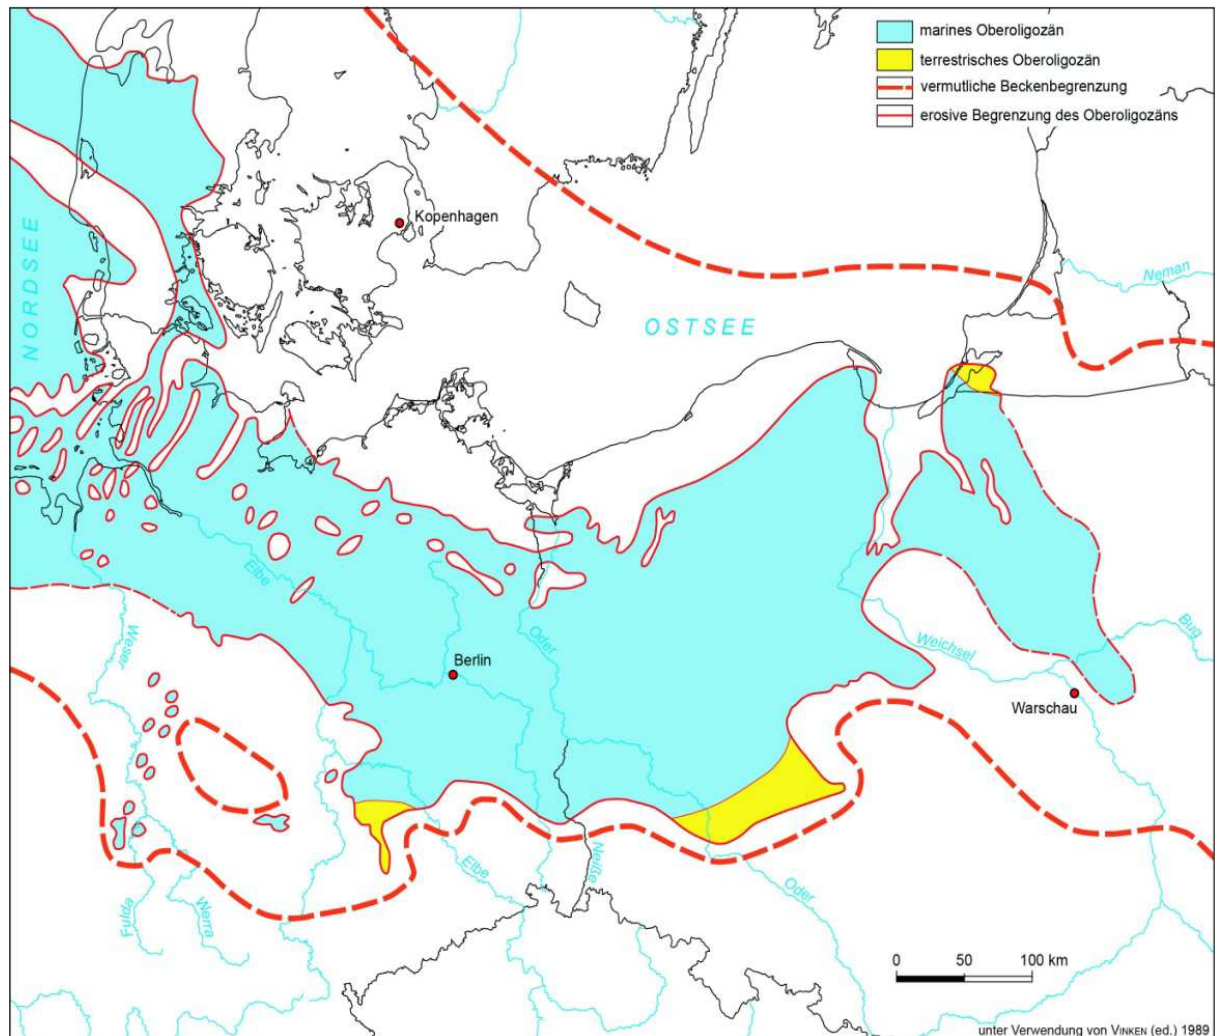 marines Oberoligozän
terrestrisches Oberoligozän
vermutliche Beckenbegrenzung
erosive Begrenzung des Oberoligozäns
Kopenhagen
NORDSEE
Neman
OSTSEE
Elbe
Weser
Oder
Berlin
Weichsel
Bug
Warschau
Fulda
Werra
Elbe
Neiße
Oder
0 50 100 km
unter Verwendung von VINKEN (ed.) 1989